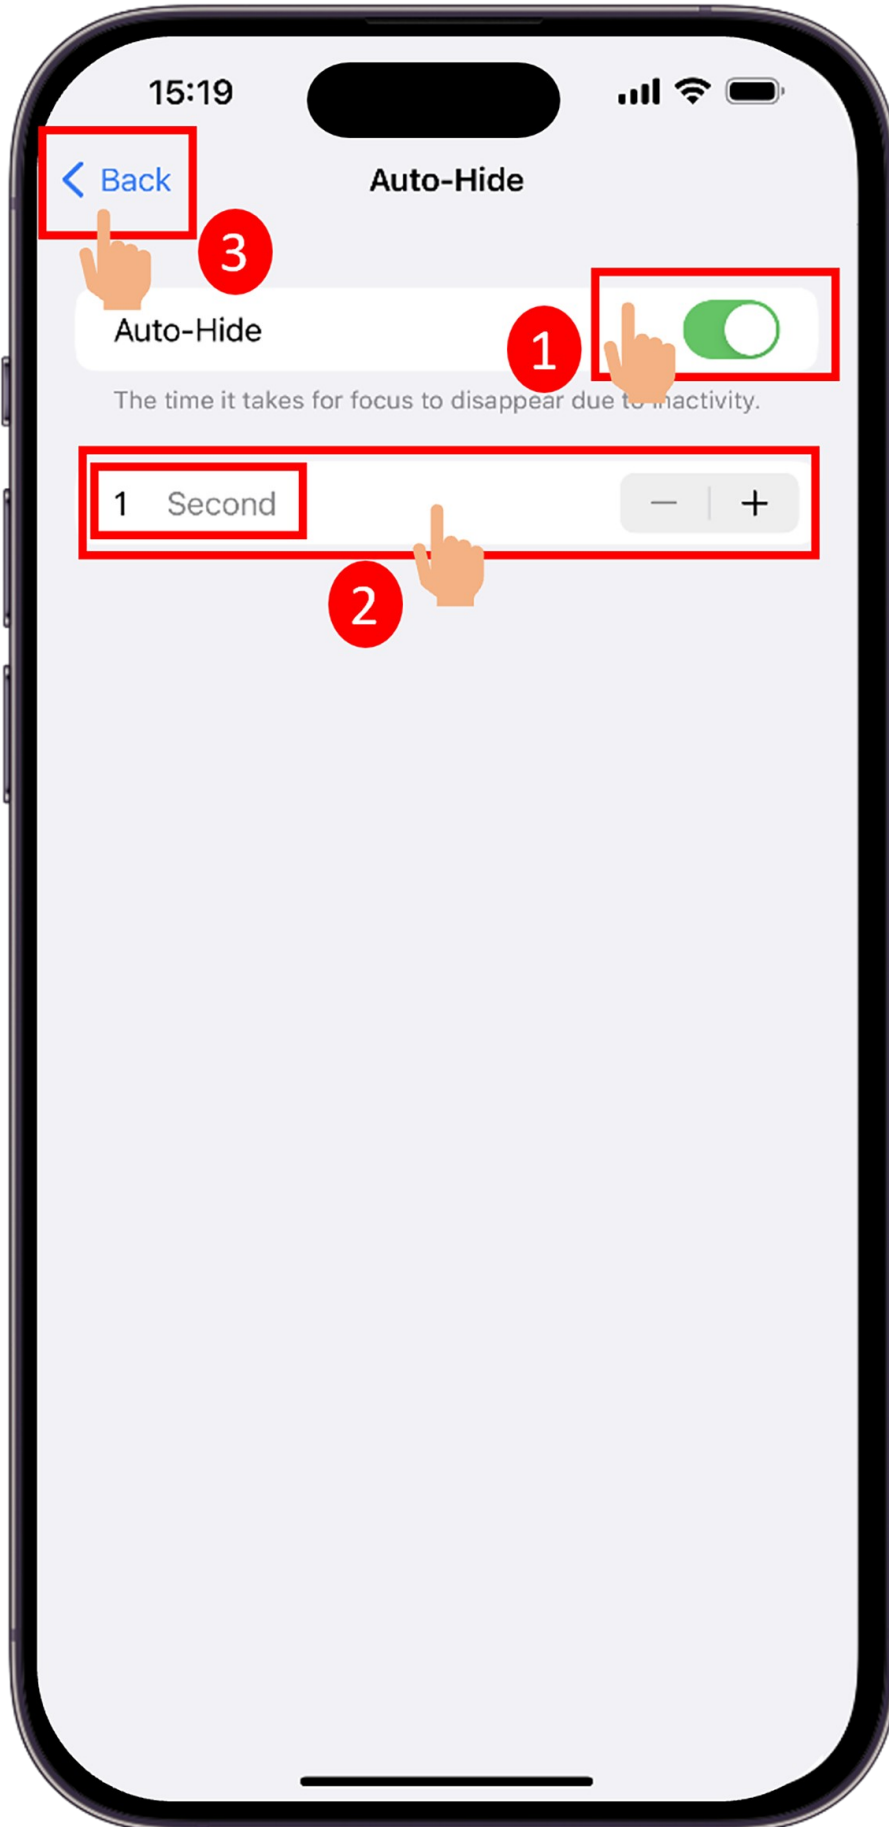 15:19
Back
Auto-Hide
3
Auto-Hide
1
The time it takes for focus to disappear due to inactivity.
1 Second
− +
2